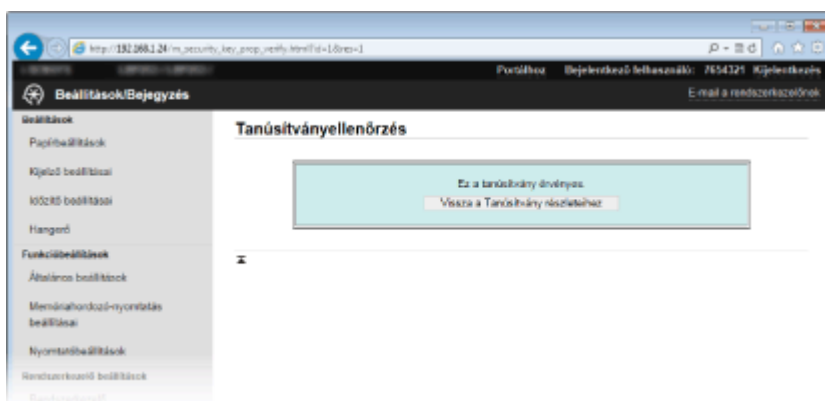 http://192.168.1.24/m_security_key_prop_verify.html?id=1&res=1
Portálhoz Bejelentkező felhasználó: 7654321 Kijelentkezés
Beállítások/Bejegyzés
E-mail a rendszerkezelőnek
Beállítások
Papírbeállítások
Kijelző beállításai
Időzítő beállításai
Hangerő
Funkcióbeállítások
Általános beállítások
Memóriahordozó-nyomtatás
beállításai
Nyomtatóbeállítások
Rendszerkezelő beállítások
Tanúsítványellenőrzés
Ez a tanúsítvány érvényes.
Vissza a Tanúsítvány részleteihez